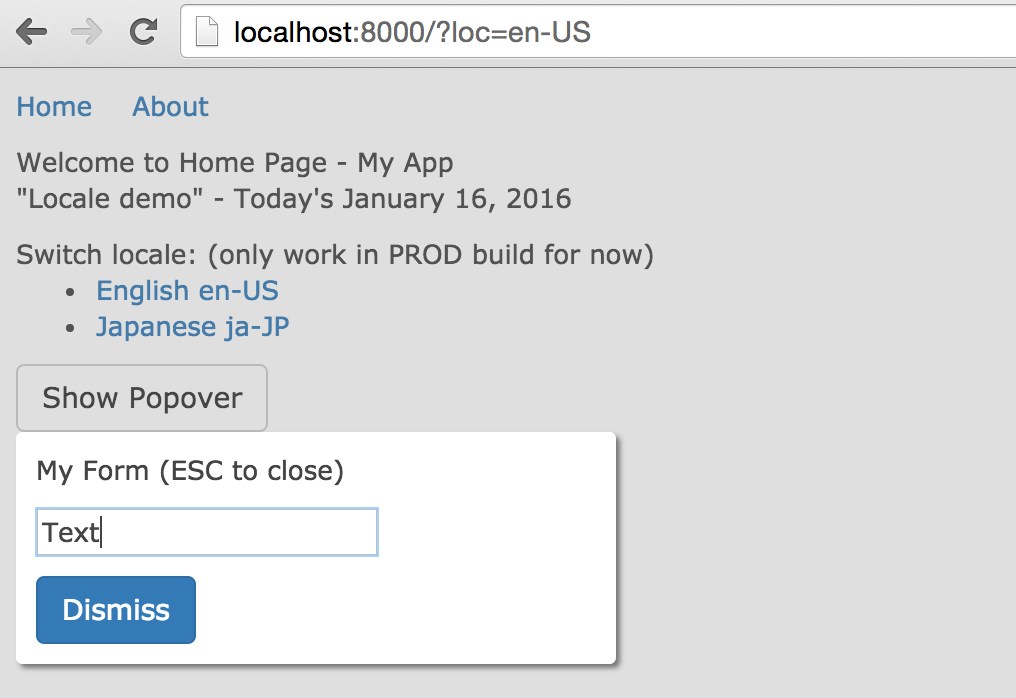 localhost:8000/?loc=en-US
Home About
Welcome to Home Page - My App
"Locale demo" - Today's January 16, 2016
Switch locale: (only work in PROD build for now)
English en-US
Japanese ja-JP
Show Popover
My Form (ESC to close)
Text
Dismiss